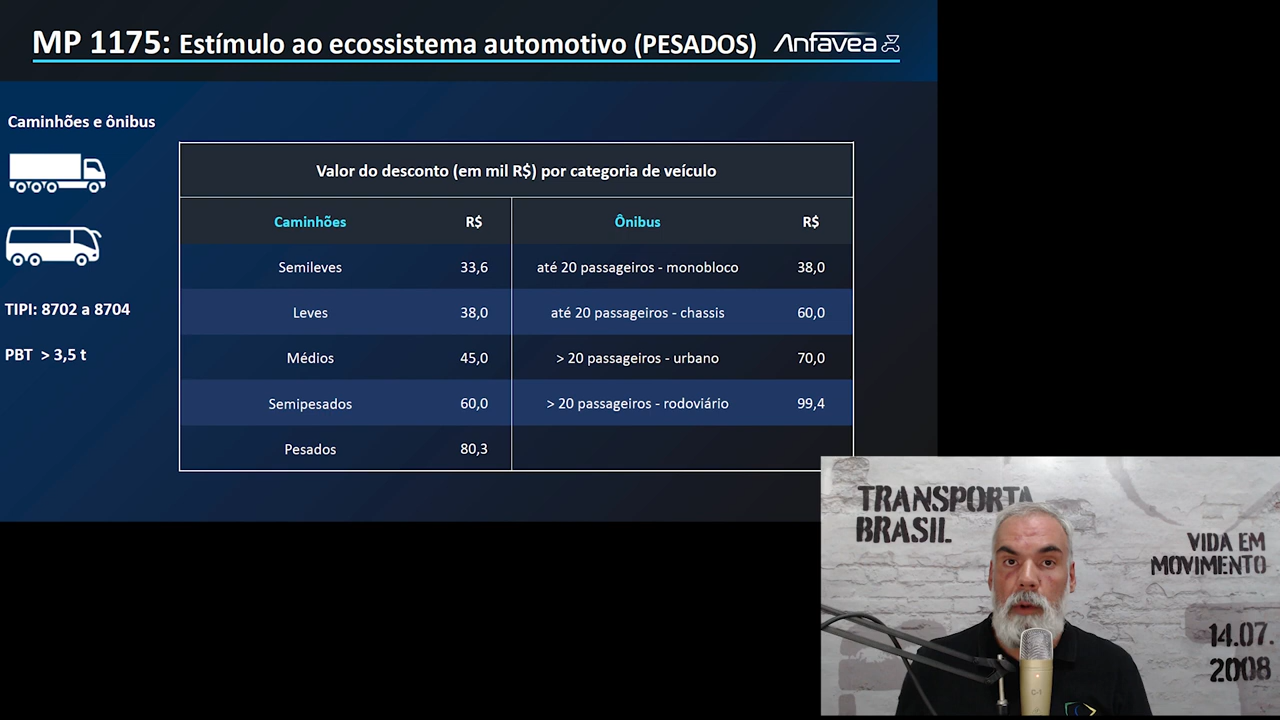 MP 1175: Estímulo ao ecossistema automotivo (PESADOS) Anfavea
Caminhões e ônibus
TIPI: 8702 a 8704
PBT > 3,5 t
Valor do desconto (em mil R$) por categoria de veículo
Caminhões R$ Ônibus R$
Semileves 33,6 até 20 passageiros - monobloco 38,0
Leves 38,0 até 20 passageiros - chassis 60,0
Médios 45,0 > 20 passageiros - urbano 70,0
Semipesados 60,0 > 20 passageiros - rodoviário 99,4
Pesados 80,3
TRANSPORTA
BRASIL
VIDA EM
MOVIMENTO
14.07.
2008
C-1